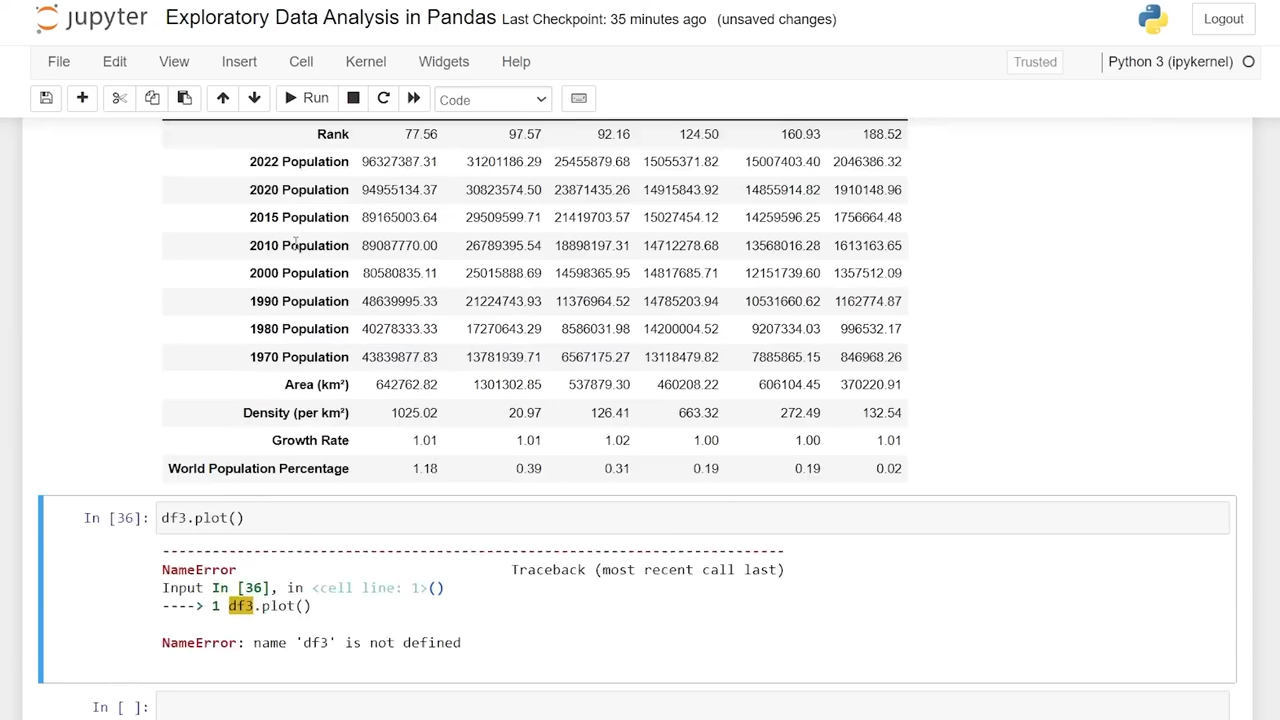 jupyter Exploratory Data Analysis in Pandas Last Checkpoint: 35 minutes ago (unsaved changes) Logout
File Edit View Insert Cell Kernel Help Trusted Python 3 (ipykernel)
Run Code
Rank 77.56 97.57 92.16 124.50 160.93 188.52
2022 Population 96327387.31 31201186.29 25455879.68 15055371.82 15007403.40 2046386.32
2020 Population 94955134.37 30823574.50 23871435.26 14915843.92 14855914.82 1910148.96
2015 Population 89165003.64 29509599.71 21419703.57 15027454.12 14259596.25 1756664.48
2010 Population 89087770.00 26789395.54 18898197.31 14712278.68 13568016.28 1613163.65
2000 Population 80580835.11 25015888.69 14598365.95 14817685.71 12151739.60 1357512.09
1990 Population 48639995.33 21224743.93 11376964.52 14785203.94 10531660.62 1162774.87
1980 Population 40278333.33 17270643.29 8586031.98 14200004.52 9207334.03 996532.17
1970 Population 43839877.83 13781939.71 6567175.27 13118479.82 7885865.15 846968.26
Area (km²) 642762.82 1301302.85 537879.30 460208.22 606104.45 370220.91
Density (per km²) 1025.02 20.97 126.41 663.32 272.49 132.54
Growth Rate 1.01 1.01 1.02 1.00 1.00 1.01
World Population Percentage 1.18 0.39 0.31 0.19 0.19 0.02
In [36]: df3.plot()
---------------------------------------------------------------------------
NameError Traceback (most recent call last)
Input In [36], in <cell line: 1>()
----> 1 df3.plot()
NameError: name 'df3' is not defined
In [ ]: